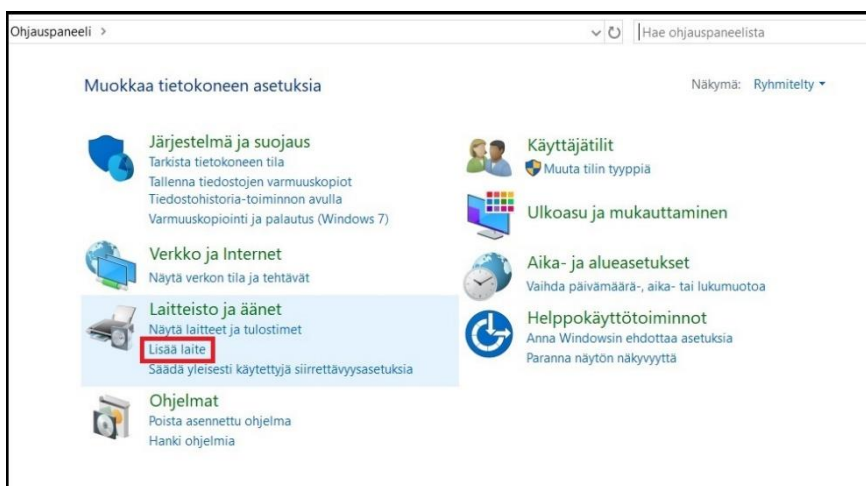 Ohjauspaneeli >
Hae ohjauspaneelista
Muokkaa tietokoneen asetuksia
Näkymä: Ryhmitelty
Järjestelmä ja suojaus
Tarkista tietokoneen tila
Tallenna tiedostojen varmuuskopiot
Tiedostohistoria-toiminnon avulla
Varmuuskopiointi ja palautus (Windows 7)
Verkko ja Internet
Näytä verkon tila ja tehtävät
Laitteisto ja äänet
Näytä laitteet ja tulostimet
Lisää laite
Säädä yleisesti käytettyjä siirrettävyysasetuksia
Ohjelmat
Poista asennettu ohjelma
Hanki ohjelmia
Käyttäjätilit
Muuta tilin tyyppiä
Ulkoasu ja mukauttaminen
Aika- ja alueasetukset
Vaihda päivämäärä-, aika- tai lukumuotoa
Helppokäyttötoiminnot
Anna Windowsin ehdottaa asetuksia
Paranna näytön näkyvyyttä